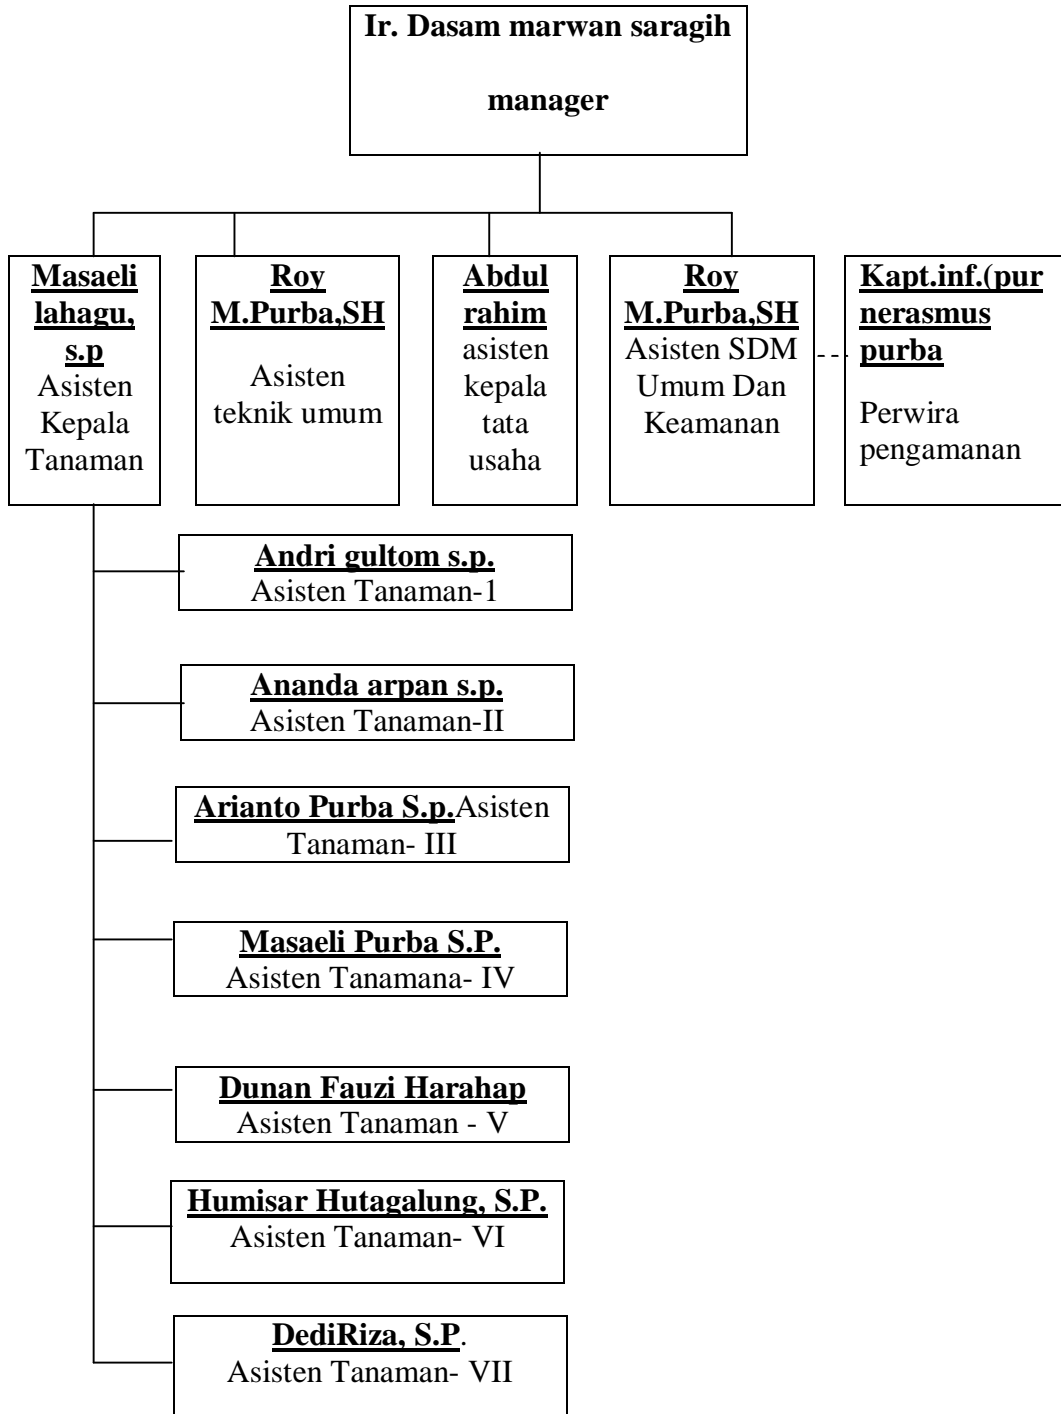 Ir. Dasam marwan saragih
manager
Masaeli
lahagu,
s.p
Asisten
Kepala
Tanaman
Roy
M.Purba,SH
Asisten
teknik umum
Abdul
rahim
asisten
kepala
tata
usaha
Roy
M.Purba,SH
Asisten SDM
Umum Dan
Keamanan
Kapt.inf.(pur
nerasmus
purba
Perwira
pengamanan
Andri gultom s.p.
Asisten Tanaman-1
Ananda arpan s.p.
Asisten Tanaman-II
Arianto Purba S.p.Asisten
Tanaman- III
Masaeli Purba S.P.
Asisten Tanamana- IV
Dunan Fauzi Harahap
Asisten Tanaman - V
Humisar Hutagalung, S.P.
Asisten Tanaman- VI
DediRiza, S.P.
Asisten Tanaman- VII